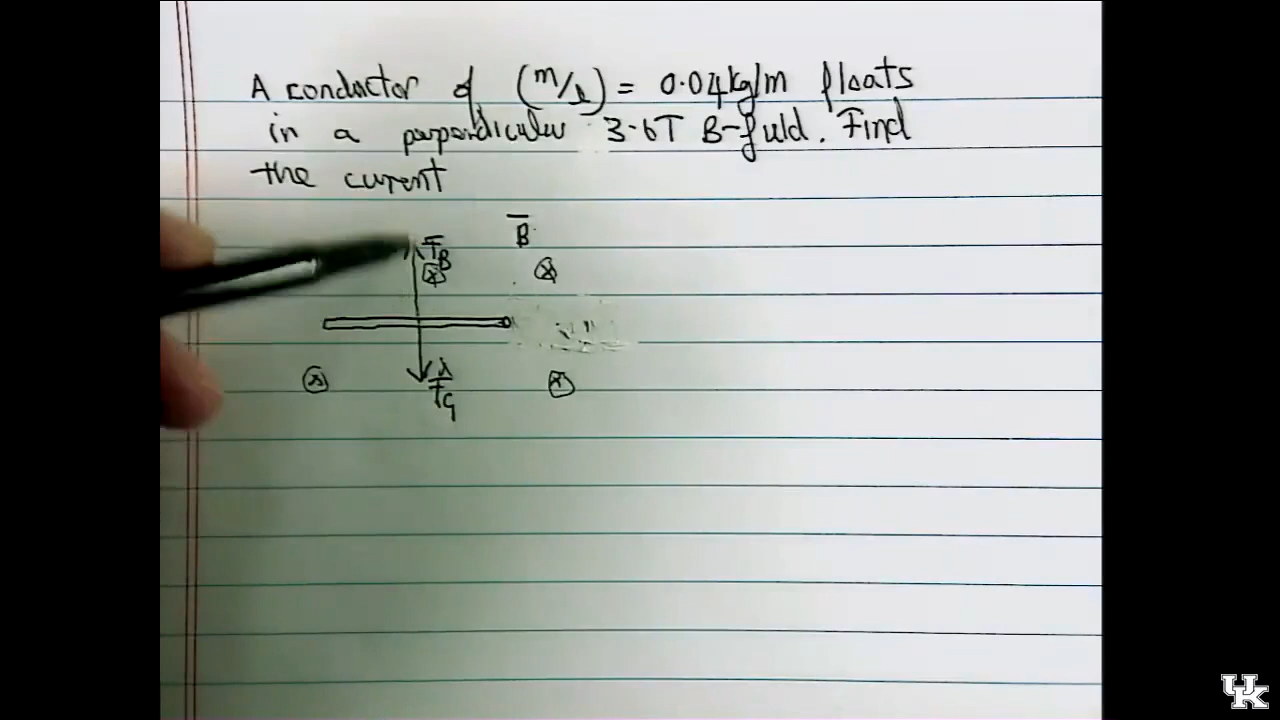 A conductor of (m/l) = 0.04kg/m floats
in a perpendicular 3.6T B-field. Find
the current
B
F_B
F_G
UK